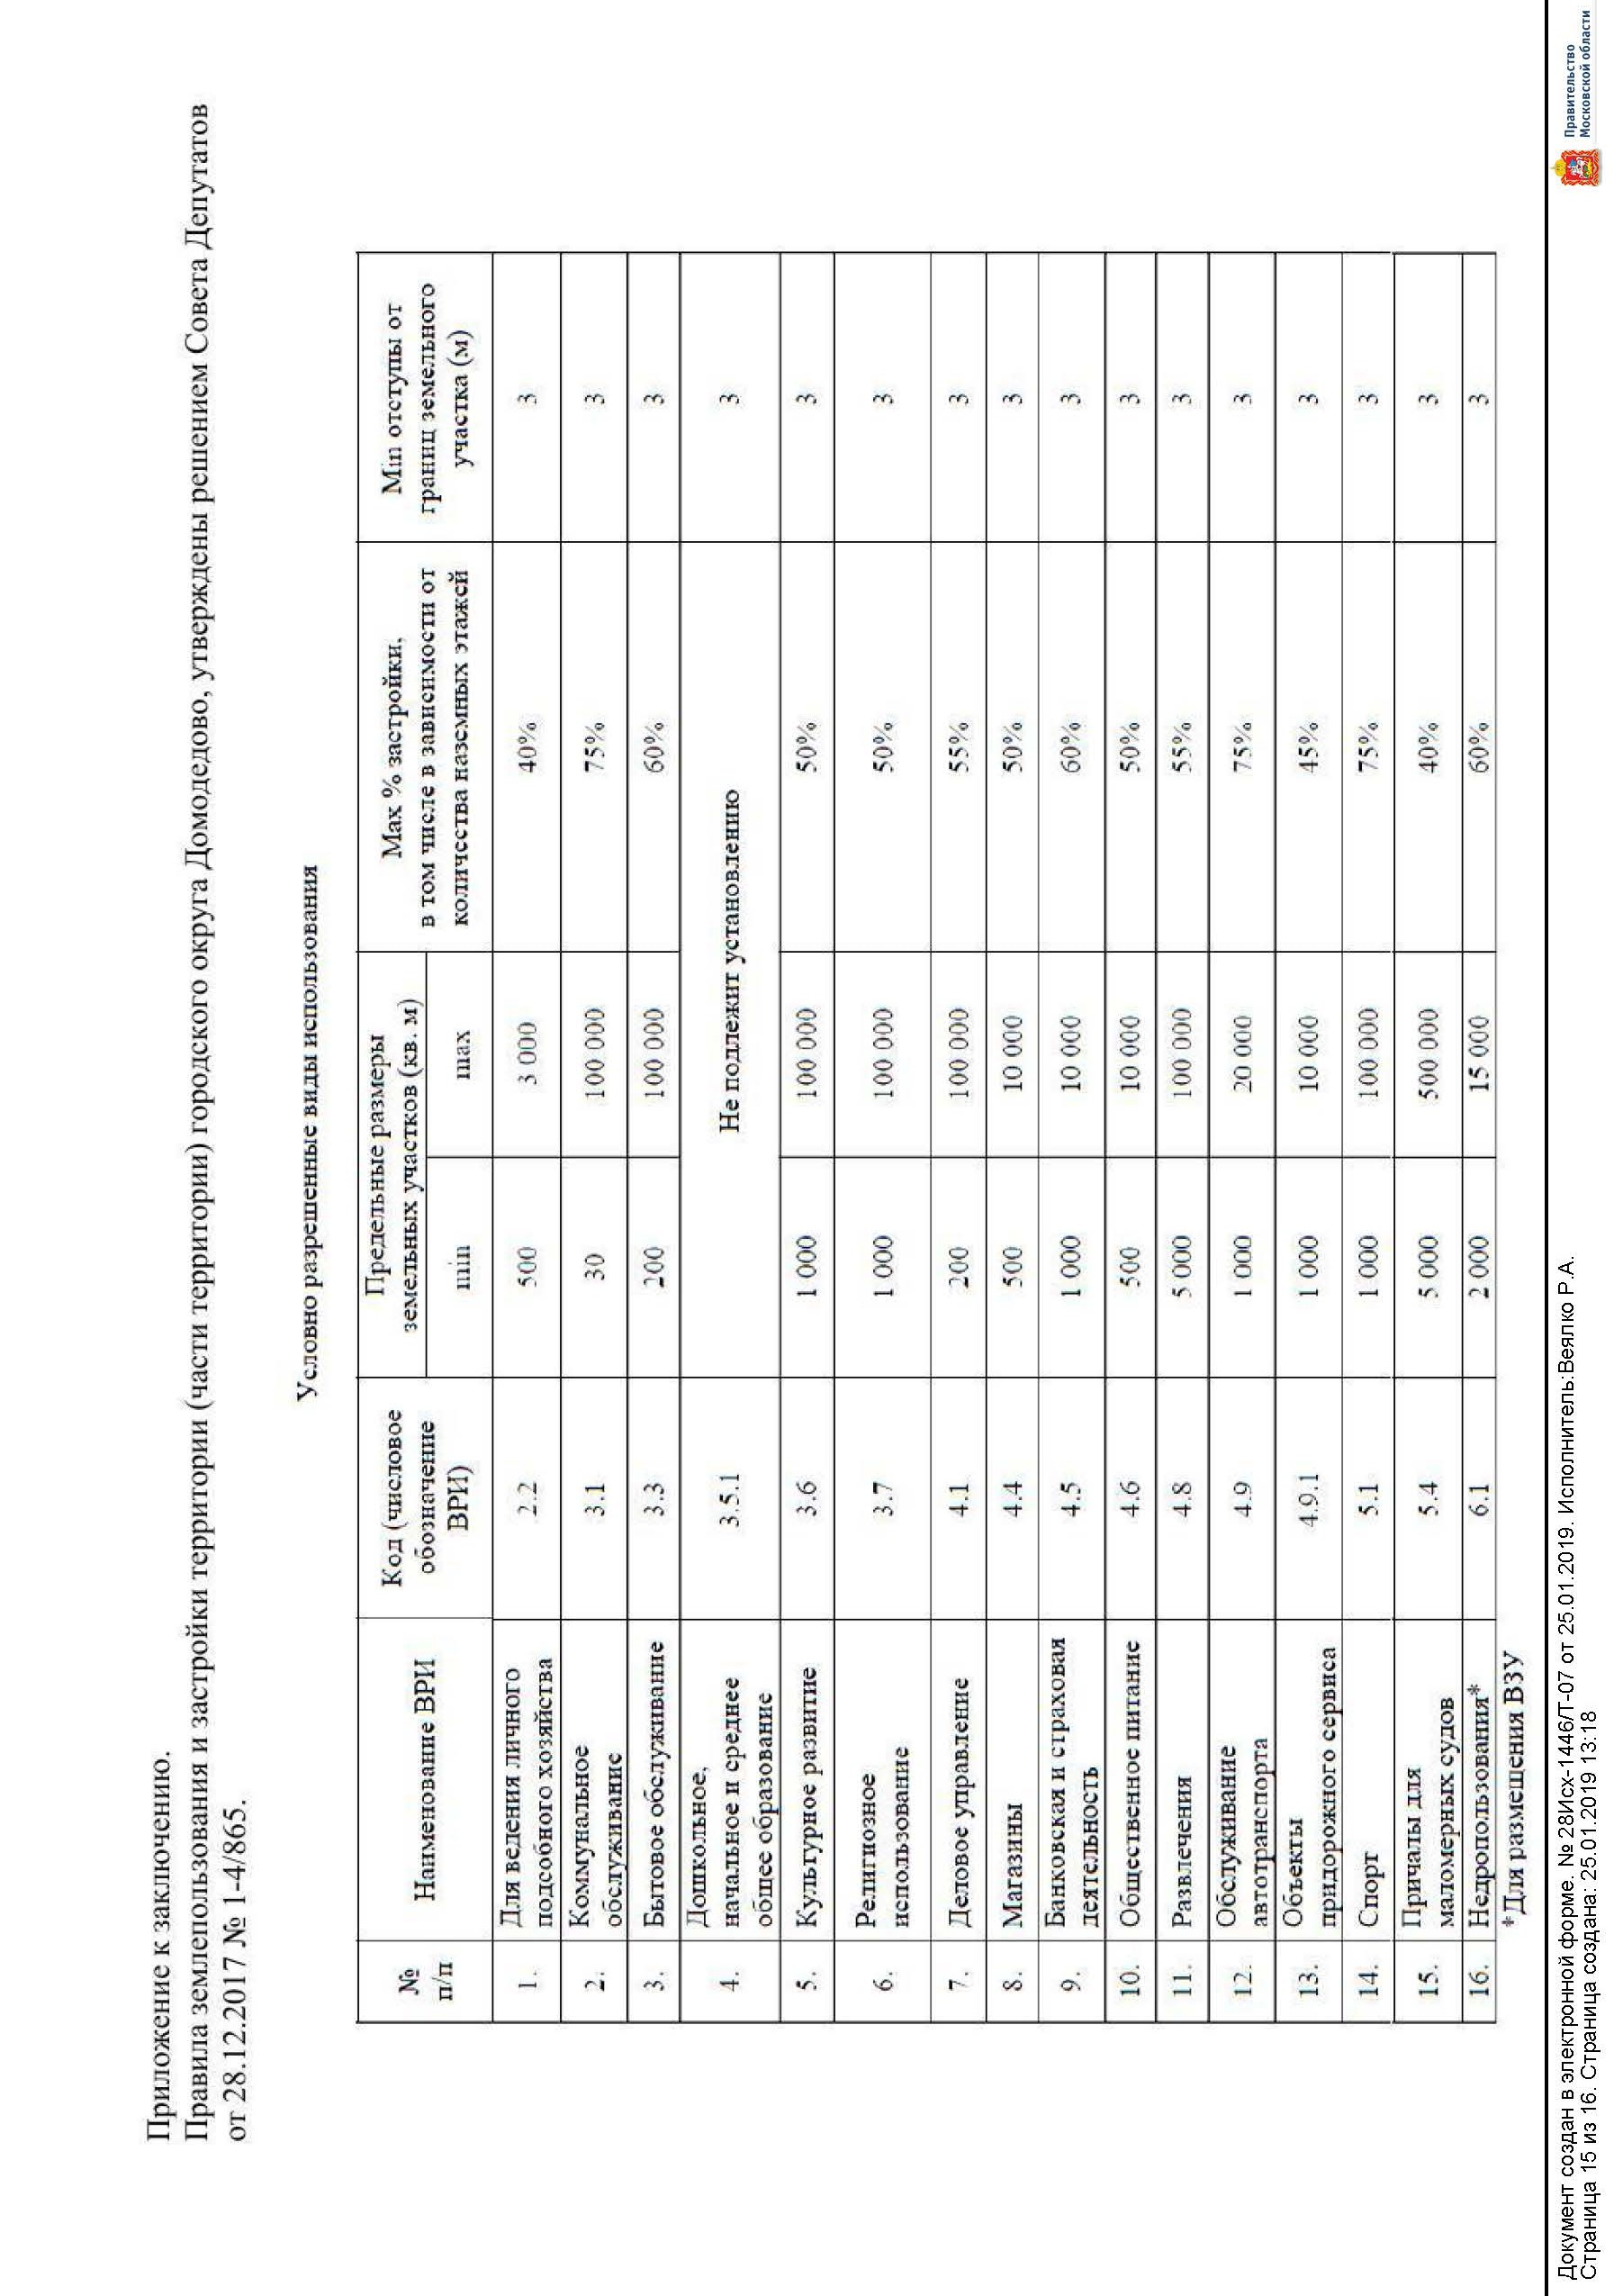 Приложение к заключению.
Правила землепользования и застройки территории (части территории) городского округа Домодедово, утверждены решением Совета Депутатов
от 28.12.2017 № 1-4/865.
Условно разрешенные виды использования
№ п/п Наименование ВРИ Код (числовое обозначение ВРИ) Предельные размеры земельных участков (кв. м) Max % застройки, в том числе в зависимости от количества наземных этажей Min отступы от границ земельного участка (м)
min max
1. Для ведения личного подсобного хозяйства 2.2 500 3 000 40% 3
2. Коммунальное обслуживание 3.1 30 100 000 75% 3
3. Бытовое обслуживание 3.3 200 100 000 60% 3
4. Дошкольное, начальное и среднее общее образование 3.5.1 Не подлежит установлению 3
5. Культурное развитие 3.6 1 000 100 000 50% 3
6. Религиозное использование 3.7 1 000 100 000 50% 3
7. Деловое управление 4.1 200 100 000 55% 3
8. Магазины 4.4 500 10 000 50% 3
9. Банковская и страховая деятельность 4.5 1 000 10 000 60% 3
10. Общественное питание 4.6 500 10 000 50% 3
11. Развлечения 4.8 5 000 100 000 55% 3
12. Обслуживание автотранспорта 4.9 1 000 20 000 75% 3
13. Объекты придорожного сервиса 4.9.1 1 000 10 000 45% 3
14. Спорт 5.1 1 000 100 000 75% 3
15. Причалы для маломерных судов 5.4 5 000 500 000 40% 3
16. Недропользования* 6.1 2 000 15 000 60% 3
*Для размещения ВЗУ
Документ создан в электронной форме. № 28Исх-1446/Т-07 от 25.01.2019. Исполнитель:Веялко Р.А.
Страница 15 из 16. Страница создана: 25.01.2019 13:18
Правительство
Московской области